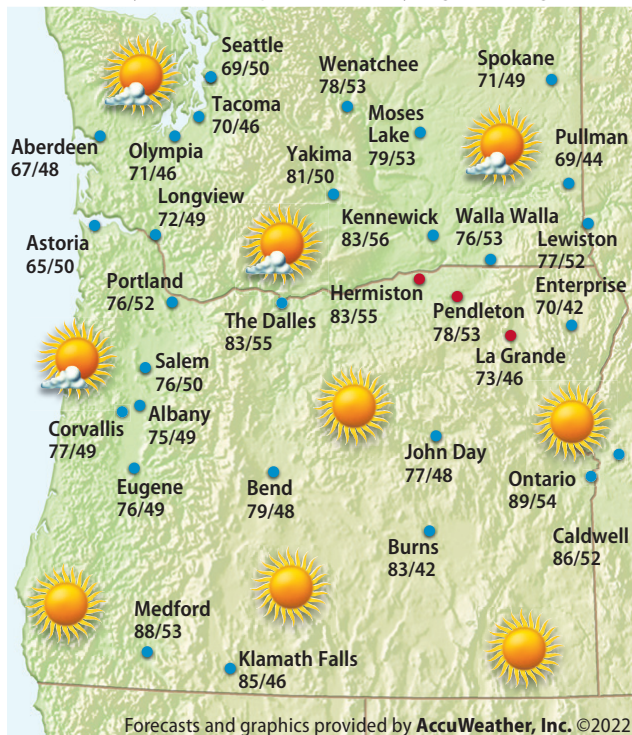 Seattle
69/50
Wenatchee
78/53
Spokane
71/49
Tacoma
70/46
Moses
Lake
79/53
Aberdeen
67/48
Olympia
71/46
Yakima
81/50
Pullman
69/44
Longview
72/49
Kennewick
83/56
Walla Walla
76/53
Lewiston
77/52
Astoria
65/50
Portland
76/52
The Dalles
83/55
Hermiston
83/55
Pendleton
78/53
Enterprise
70/42
La Grande
73/46
Salem
76/50
Albany
75/49
Corvallis
77/49
Eugene
76/49
Bend
79/48
John Day
77/48
Ontario
89/54
Caldwell
86/52
Burns
83/42
Medford
88/53
Klamath Falls
85/46
Forecasts and graphics provided by AccuWeather, Inc. ©2022